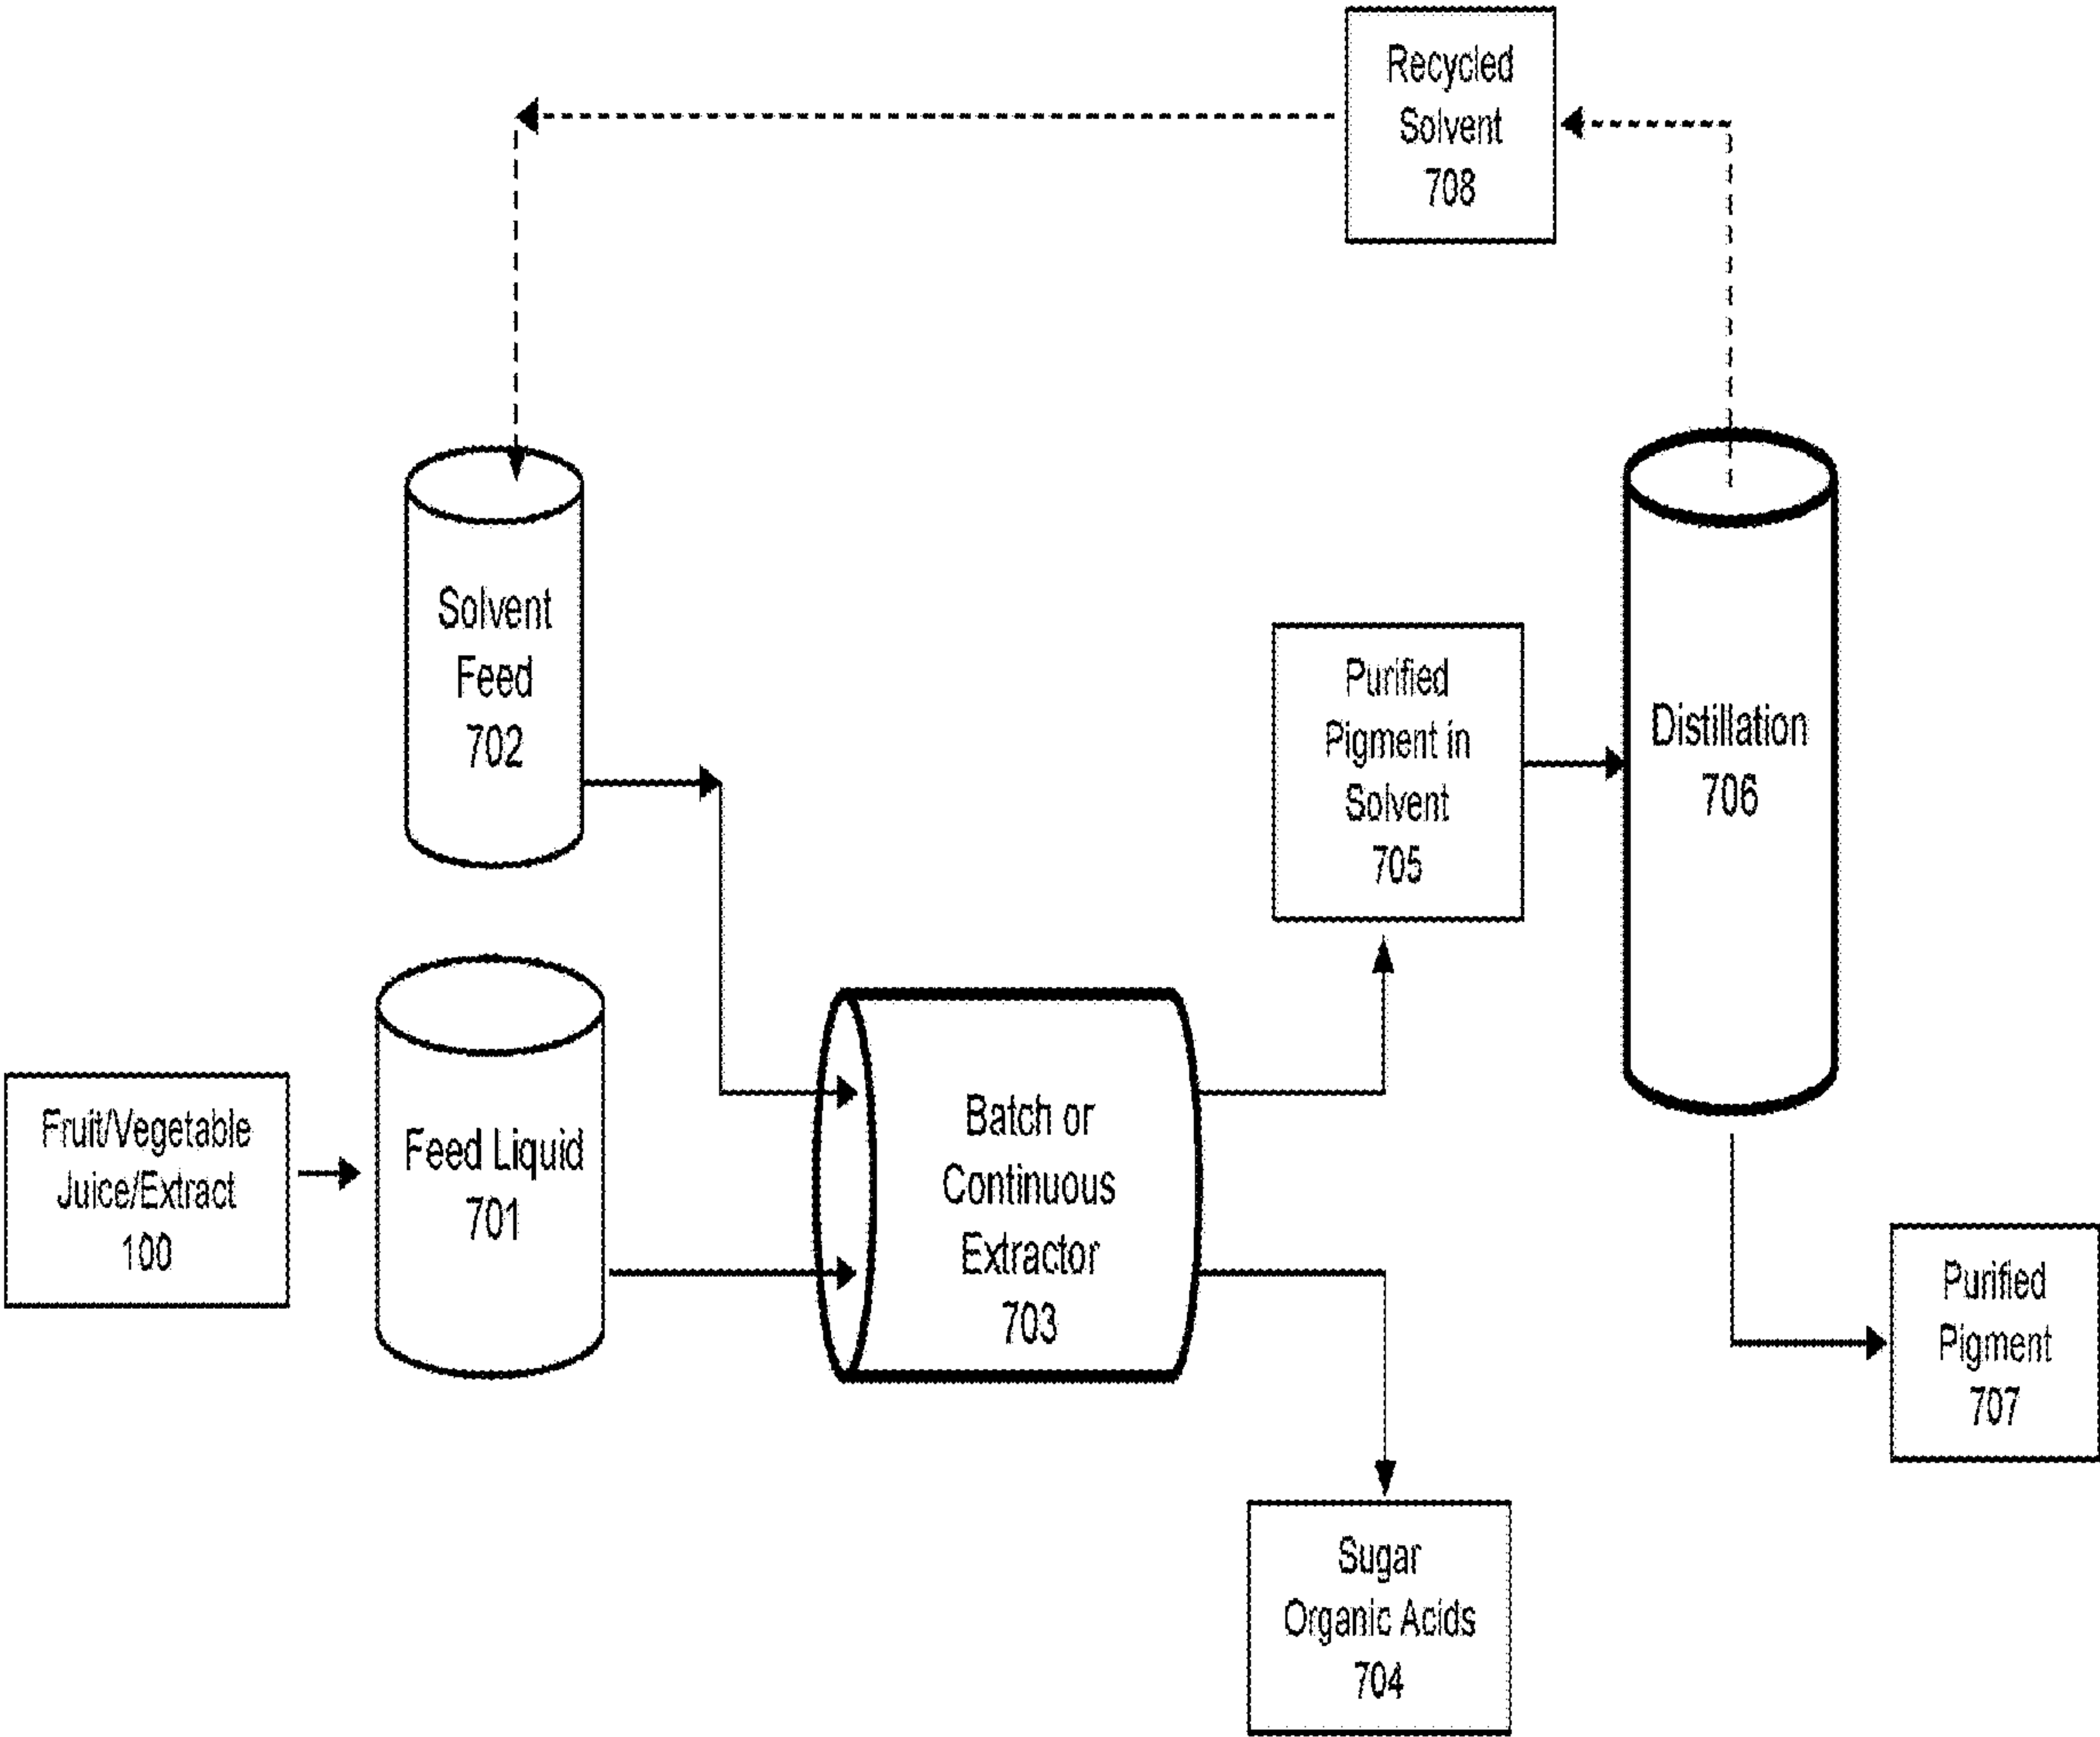 Recycled
Solvent
708
Solvent
Feed
702
Purified
Pigment in
Solvent
705
Distillation
706
Fruit/Vegetable
Juice/Extract
100
Feed Liquid
701
Batch or
Continuous
Extractor
703
Purified
Pigment
707
Sugar
Organic Acids
704